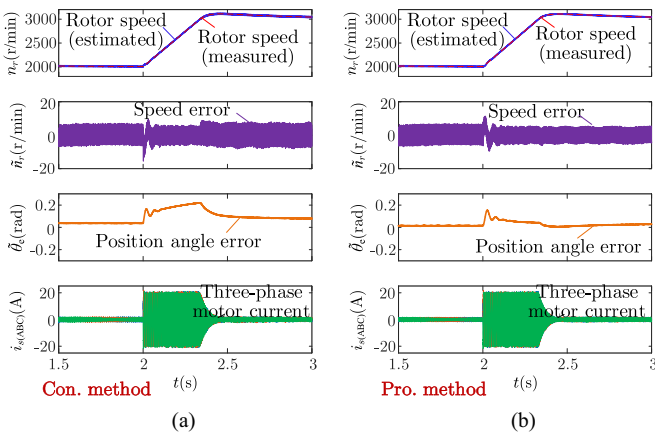 3000
2500
2000
n_r(r/min)
Rotor speed
(estimated)
Rotor speed
(measured)
20
0
-20
ñ_r(r/min)
Speed error
0.2
0
-0.2
θ̃_e(rad)
Position angle error
20
0
-20
i_s(ABC)(A)
Three-phase
motor current
1.5 2 2.5 3
Con. method
t(s)
(a)
3000
2500
2000
n_r(r/min)
Rotor speed
(estimated)
Rotor speed
(measured)
20
0
-20
ñ_r(r/min)
Speed error
0.2
0
-0.2
θ̃_e(rad)
Position angle error
20
0
-20
i_s(ABC)(A)
Three-phase
motor current
1.5 2 2.5 3
Pro. method
t(s)
(b)